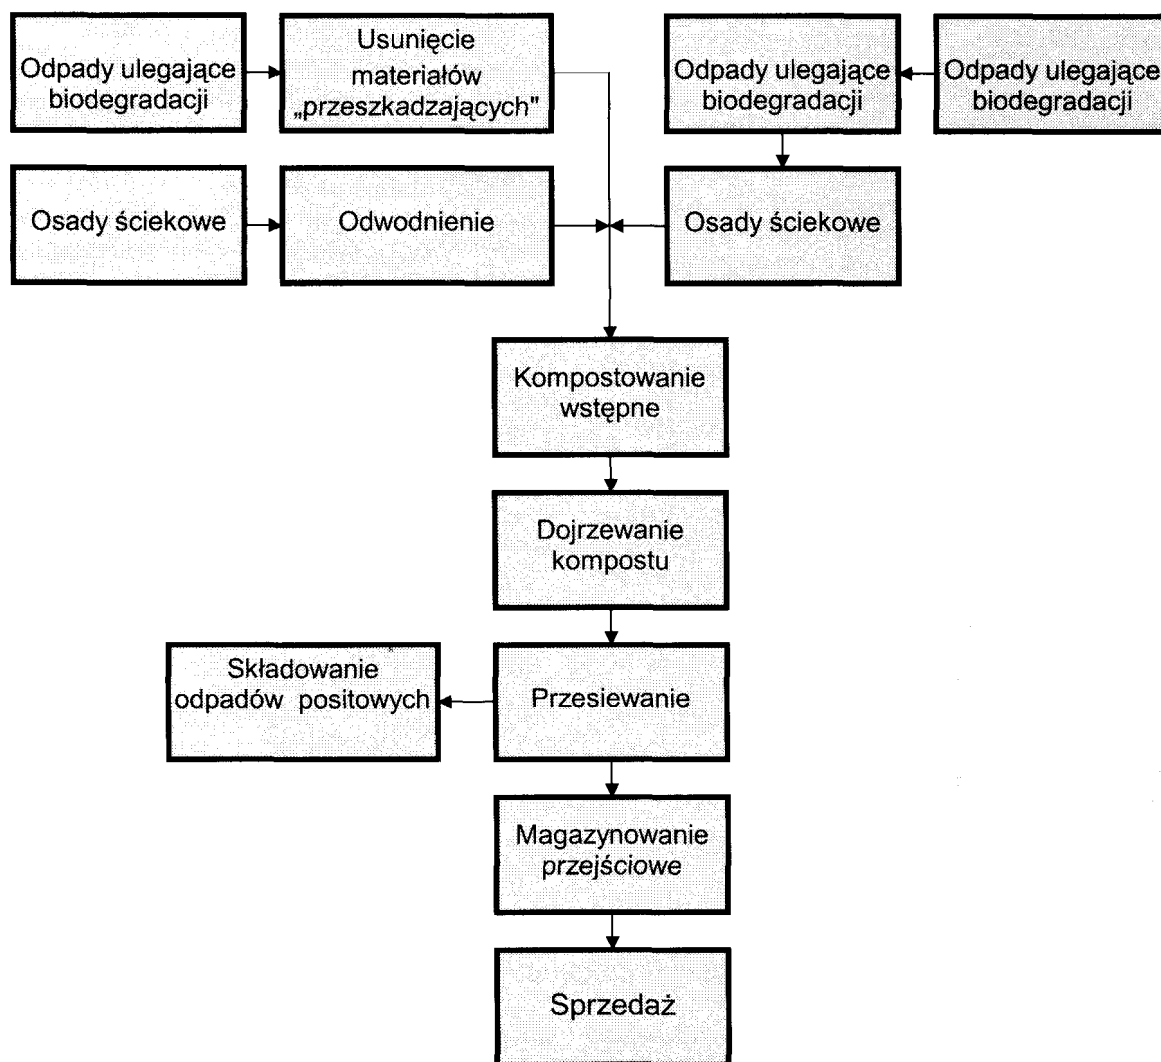 Odpady ulegające
biodegradacji
Usunięcie
materiałów
„przeszkadzających"
Odpady ulegające
biodegradacji
Odpady ulegające
biodegradacji
Osady ściekowe
Odwodnienie
Osady ściekowe
Kompostowanie
wstępne
Dojrzewanie
kompostu
Składowanie
odpadów positowych
Przesiewanie
Magazynowanie
przejściowe
Sprzedaż